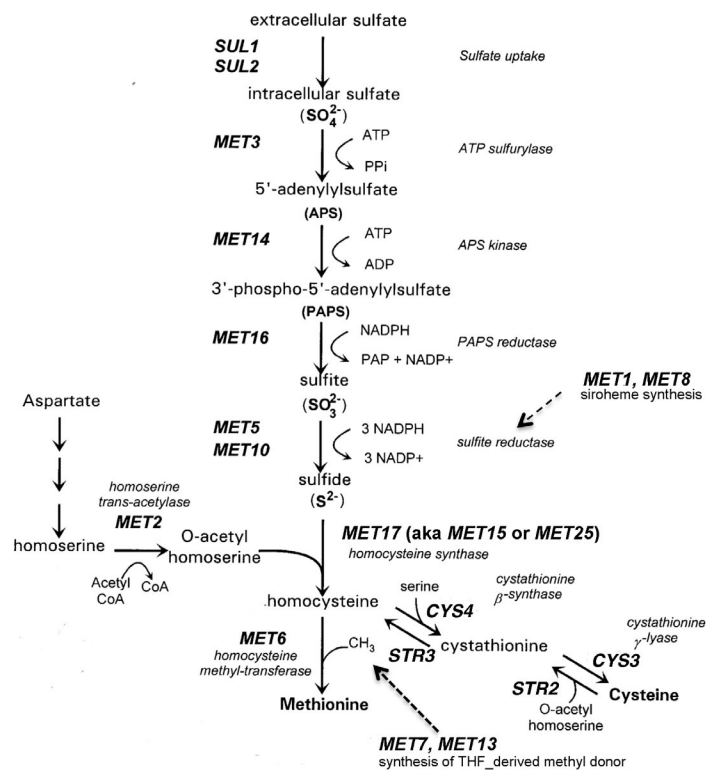 extracellular sulfate
SUL1
SUL2
Sulfate uptake
intracellular sulfate
(SO₄²⁻)
MET3
ATP
PPi
ATP sulfurylase
5'-adenylylsulfate
(APS)
MET14
ATP
ADP
APS kinase
3'-phospho-5'-adenylylsulfate
(PAPS)
MET16
NADPH
PAP + NADP+
PAPS reductase
sulfite
(SO₃²⁻)
MET1, MET8
siroheme synthesis
Aspartate
MET5
MET10
3 NADPH
3 NADP+
sulfite reductase
sulfide
(S²⁻)
homoserine
trans-acetylase
MET2
homoserine
O-acetyl
homoserine
Acetyl
CoA
CoA
MET17 (aka MET15 or MET25)
homocysteine synthase
homocysteine
serine
CYS4
cystathionine
β-synthase
STR3
cystathionine
cystathionine
γ-lyase
CYS3
STR2
Cysteine
O-acetyl
homoserine
MET6
homocysteine
methyl-transferase
CH₃
Methionine
MET7, MET13
synthesis of THF_derived methyl donor